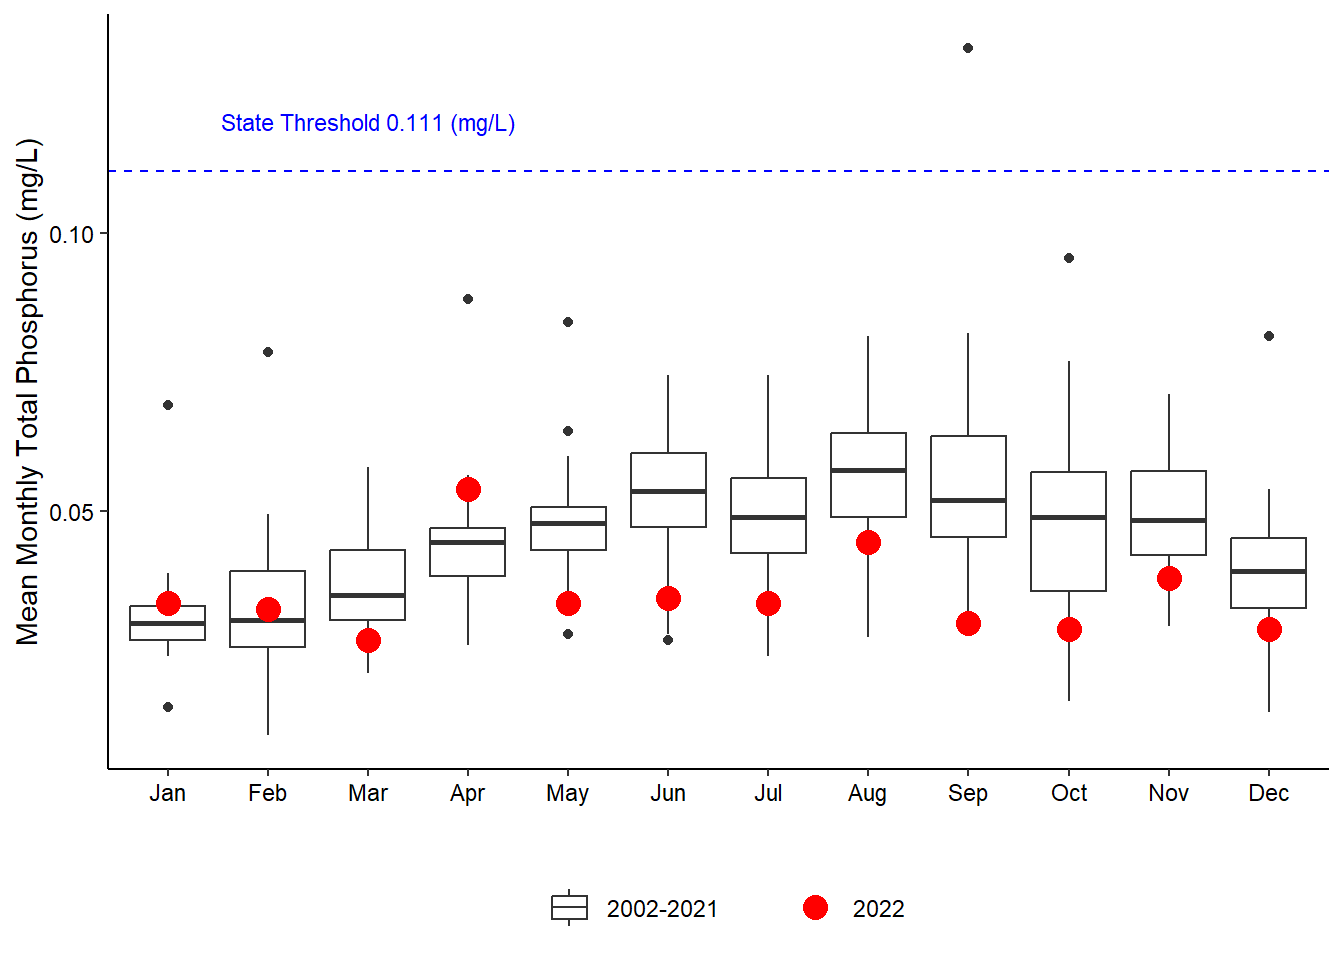 State Threshold 0.111 (mg/L)
Mean Monthly Total Phosphorus (mg/L)
0.10
0.05
Jan Feb Mar Apr May Jun Jul Aug Sep Oct Nov Dec
2002-2021 2022